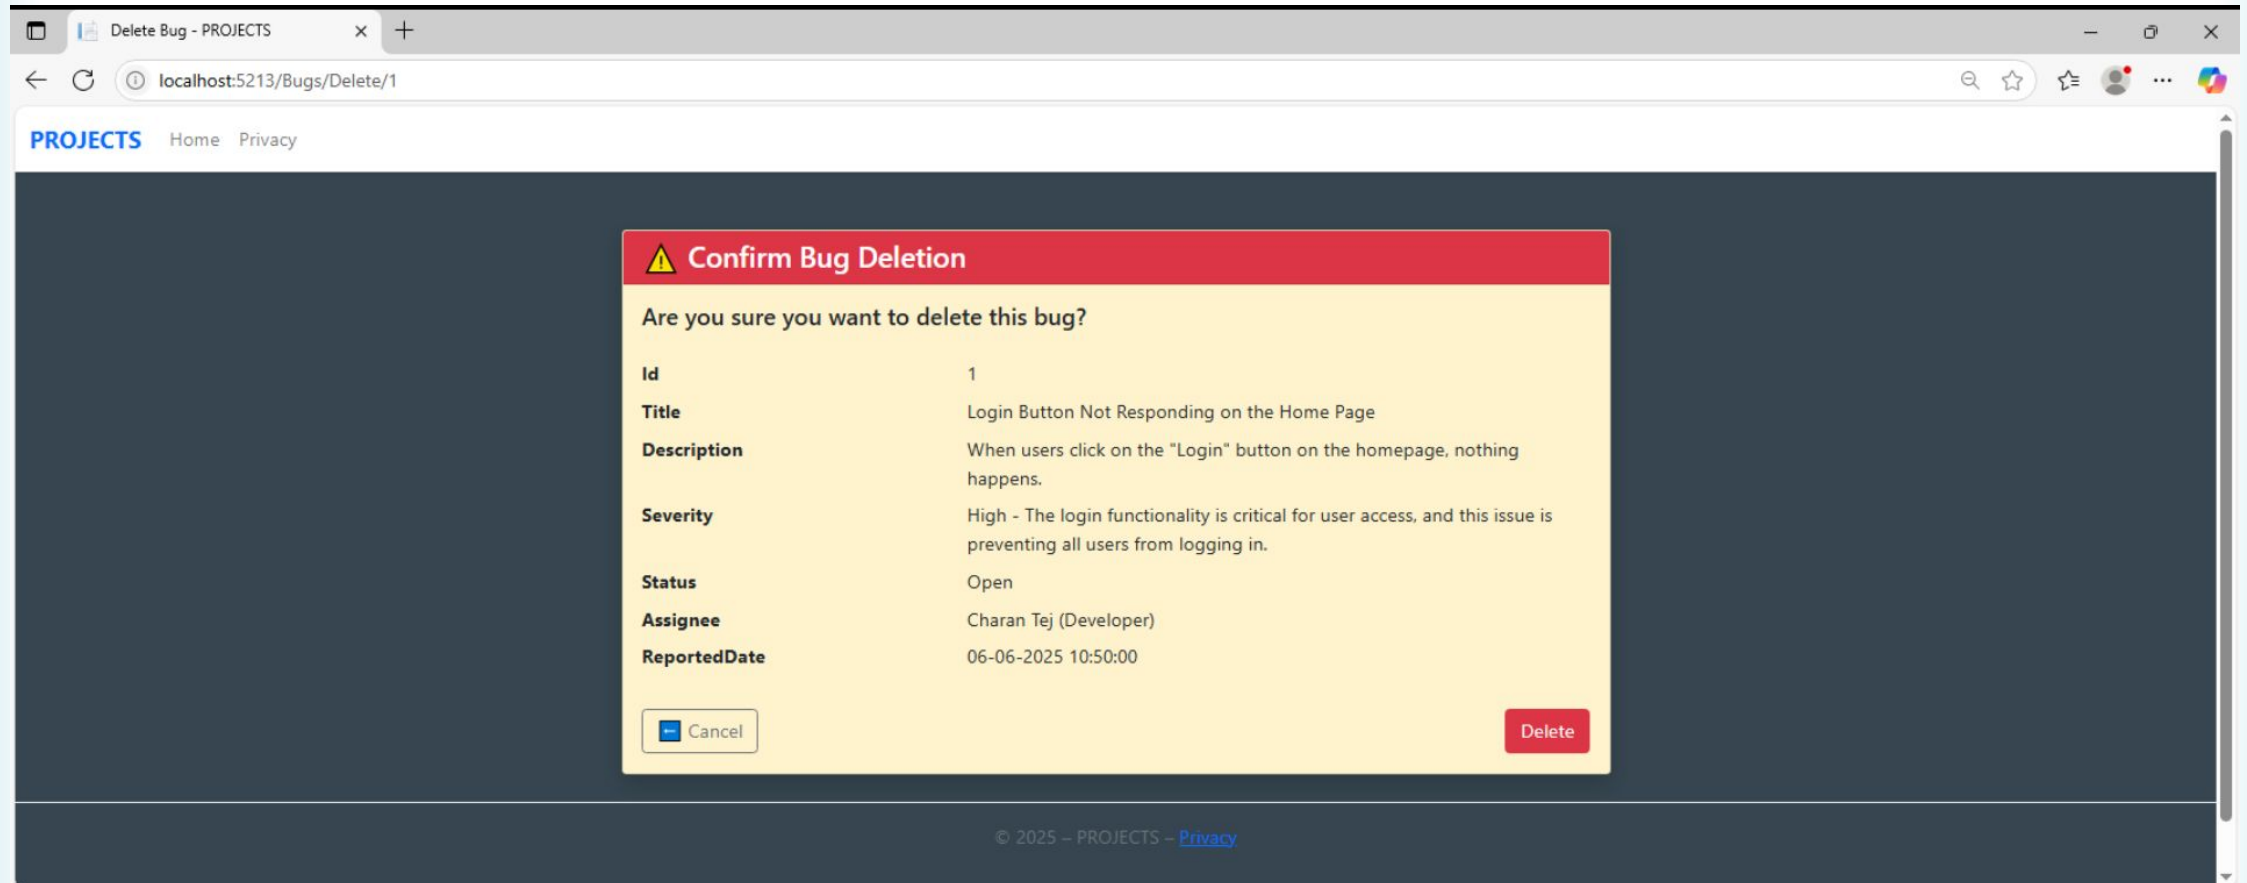 Delete Bug - PROJECTS
localhost:5213/Bugs/Delete/1
PROJECTS Home Privacy
Confirm Bug Deletion
Are you sure you want to delete this bug?
Id 1
Title Login Button Not Responding on the Home Page
Description When users click on the "Login" button on the homepage, nothing
happens.
Severity High - The login functionality is critical for user access, and this issue is
preventing all users from logging in.
Status Open
Assignee Charan Tej (Developer)
ReportedDate 06-06-2025 10:50:00
Cancel Delete
© 2025 – PROJECTS – Privacy